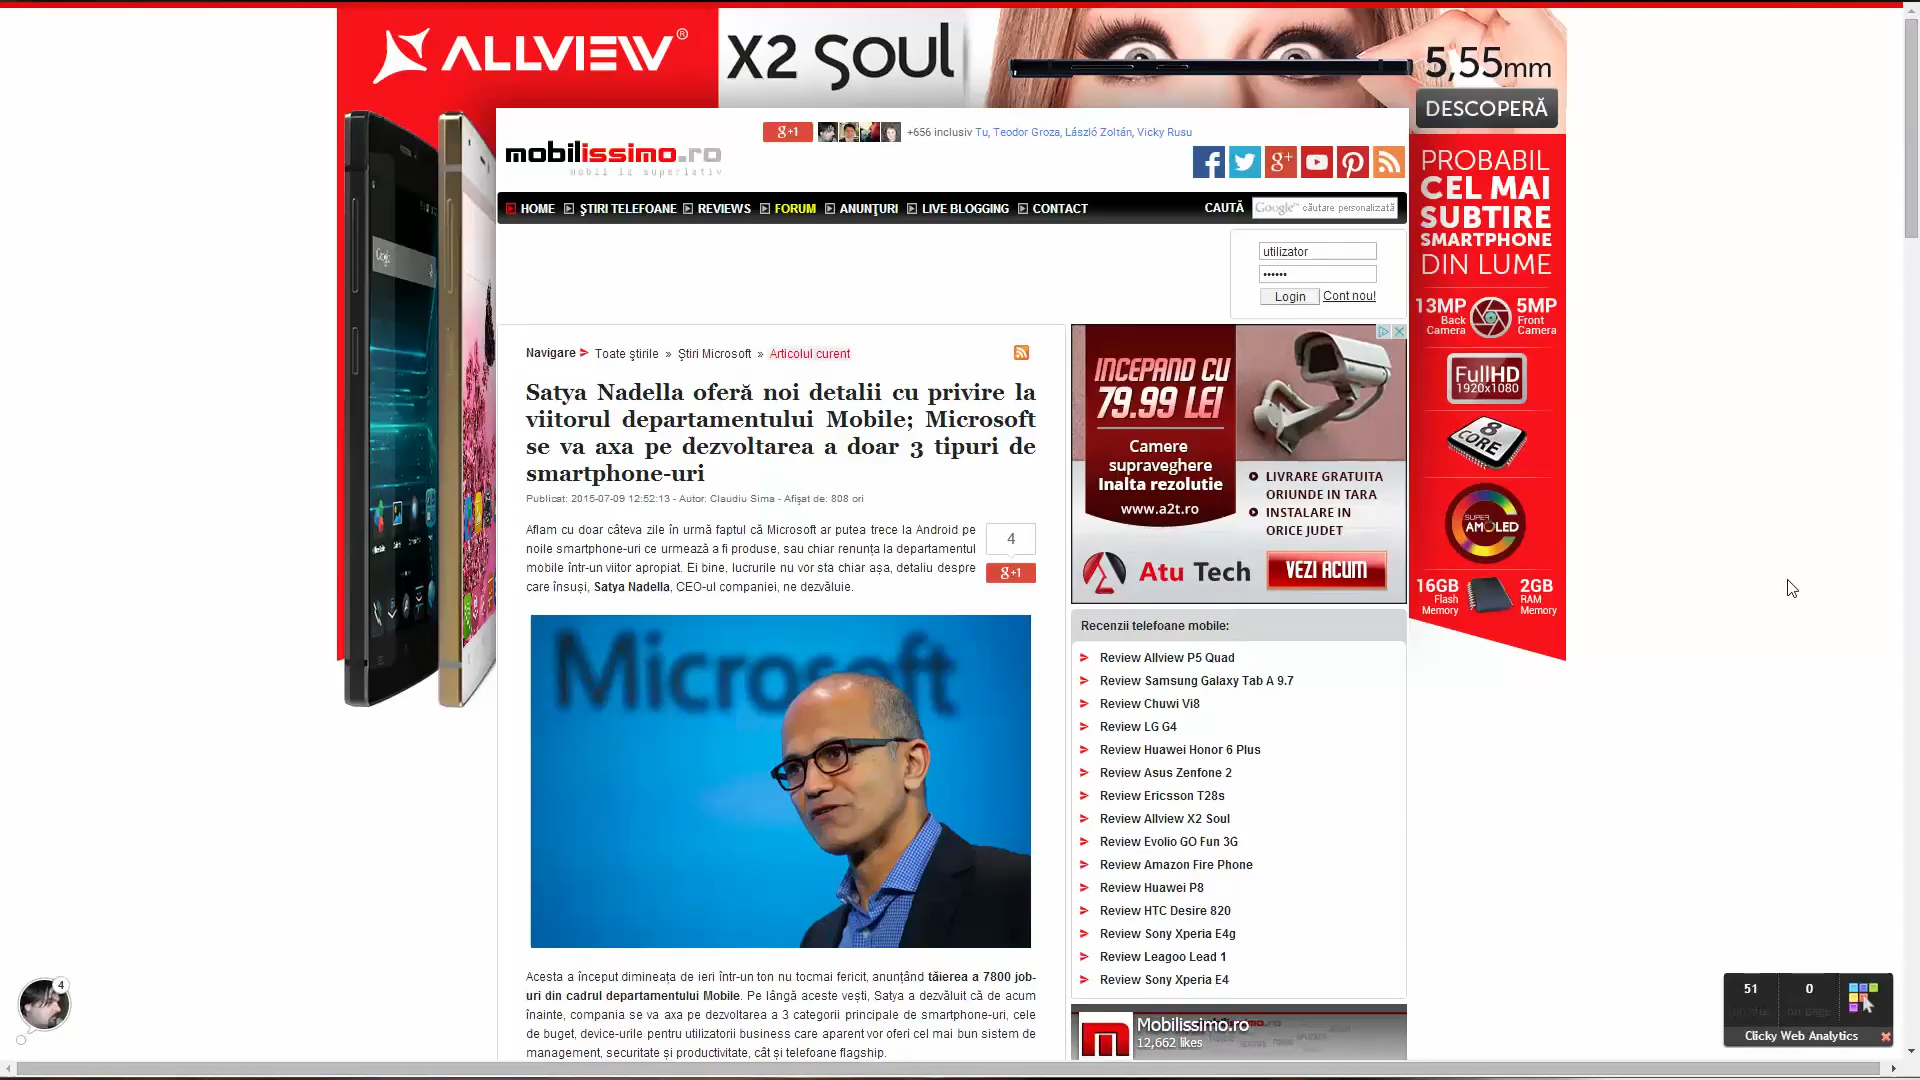 ALLVIEW®
X2 Soul
5,55mm
DESCOPERĂ
mobilissimo.ro
mobil la superlativ
g+1
+656 inclusiv Tu, Teodor Groza, László Zoltán, Vicky Rusu
HOME ŞTIRI TELEFOANE REVIEWS FORUM ANUNŢURI LIVE BLOGGING CONTACT
CAUTĂ Google™ căutare personalizată
utilizator
••••••
Login Cont nou!
Navigare Toate ştirile » Ştiri Microsoft » Articolul curent
Satya Nadella oferă noi detalii cu privire la
viitorul departamentului Mobile; Microsoft
se va axa pe dezvoltarea a doar 3 tipuri de
smartphone-uri
Publicat: 2015-07-09 12:52:13 - Autor: Claudiu Sima - Afişat de: 808 ori
Aflam cu doar câteva zile în urmă faptul că Microsoft ar putea trece la Android pe
noile smartphone-uri ce urmează a fi produse, sau chiar renunța la departamentul
mobile într-un viitor apropiat. Ei bine, lucrurile nu vor sta chiar așa, detaliu despre
care însuși, Satya Nadella, CEO-ul companiei, ne dezvăluie.
4
g+1
Microsoft
Acesta a început dimineața de ieri într-un ton nu tocmai fericit, anunțând tăierea a 7800 job-
uri din cadrul departamentului Mobile. Pe lângă aceste vești, Satya a dezvăluit că de acum
înainte, compania se va axa pe dezvoltarea a 3 categorii principale de smartphone-uri, cele
de buget, device-urile pentru utilizatorii business care aparent vor oferi cel mai bun sistem de
management, securitate și productivitate, cât și telefoane flagship.
INCEPAND CU
79.99 LEI
Camere
supraveghere
Inalta rezolutie
www.a2t.ro
LIVRARE GRATUITA
ORIUNDE IN TARA
INSTALARE IN
ORICE JUDET
Atu Tech
VEZI ACUM
Recenzii telefoane mobile:
Review Allview P5 Quad
Review Samsung Galaxy Tab A 9.7
Review Chuwi Vi8
Review LG G4
Review Huawei Honor 6 Plus
Review Asus Zenfone 2
Review Ericsson T28s
Review Allview X2 Soul
Review Evolio GO Fun 3G
Review Amazon Fire Phone
Review Huawei P8
Review HTC Desire 820
Review Sony Xperia E4g
Review Leagoo Lead 1
Review Sony Xperia E4
Mobilissimo.ro
12,662 likes
PROBABIL
CEL MAI
SUBTIRE
SMARTPHONE
DIN LUME
13MP
Back
Camera
5MP
Front
Camera
FullHD
1920x1080
8
CORE
SUPER
AMOLED
16GB
Flash
Memory
2GB
RAM
Memory
Google
4
51 0
Clicky Web Analytics